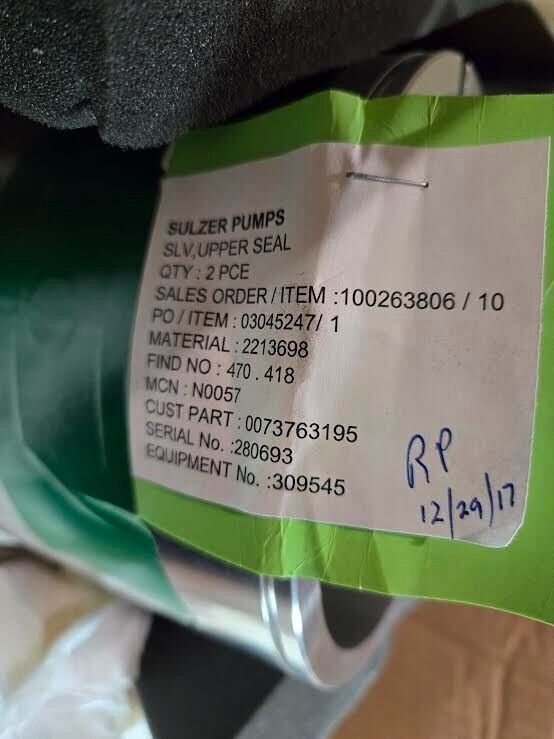 SULZER PUMPS
SLV,UPPER SEAL
QTY : 2 PCE
SALES ORDER / ITEM :100263806 / 10
PO / ITEM : 03045247/ 1
MATERIAL : 2213698
FIND NO : 470 . 418
MCN : N0057
CUST PART : 0073763195
SERIAL No. :280693
EQUIPMENT No. :309545
RP
12/29/17